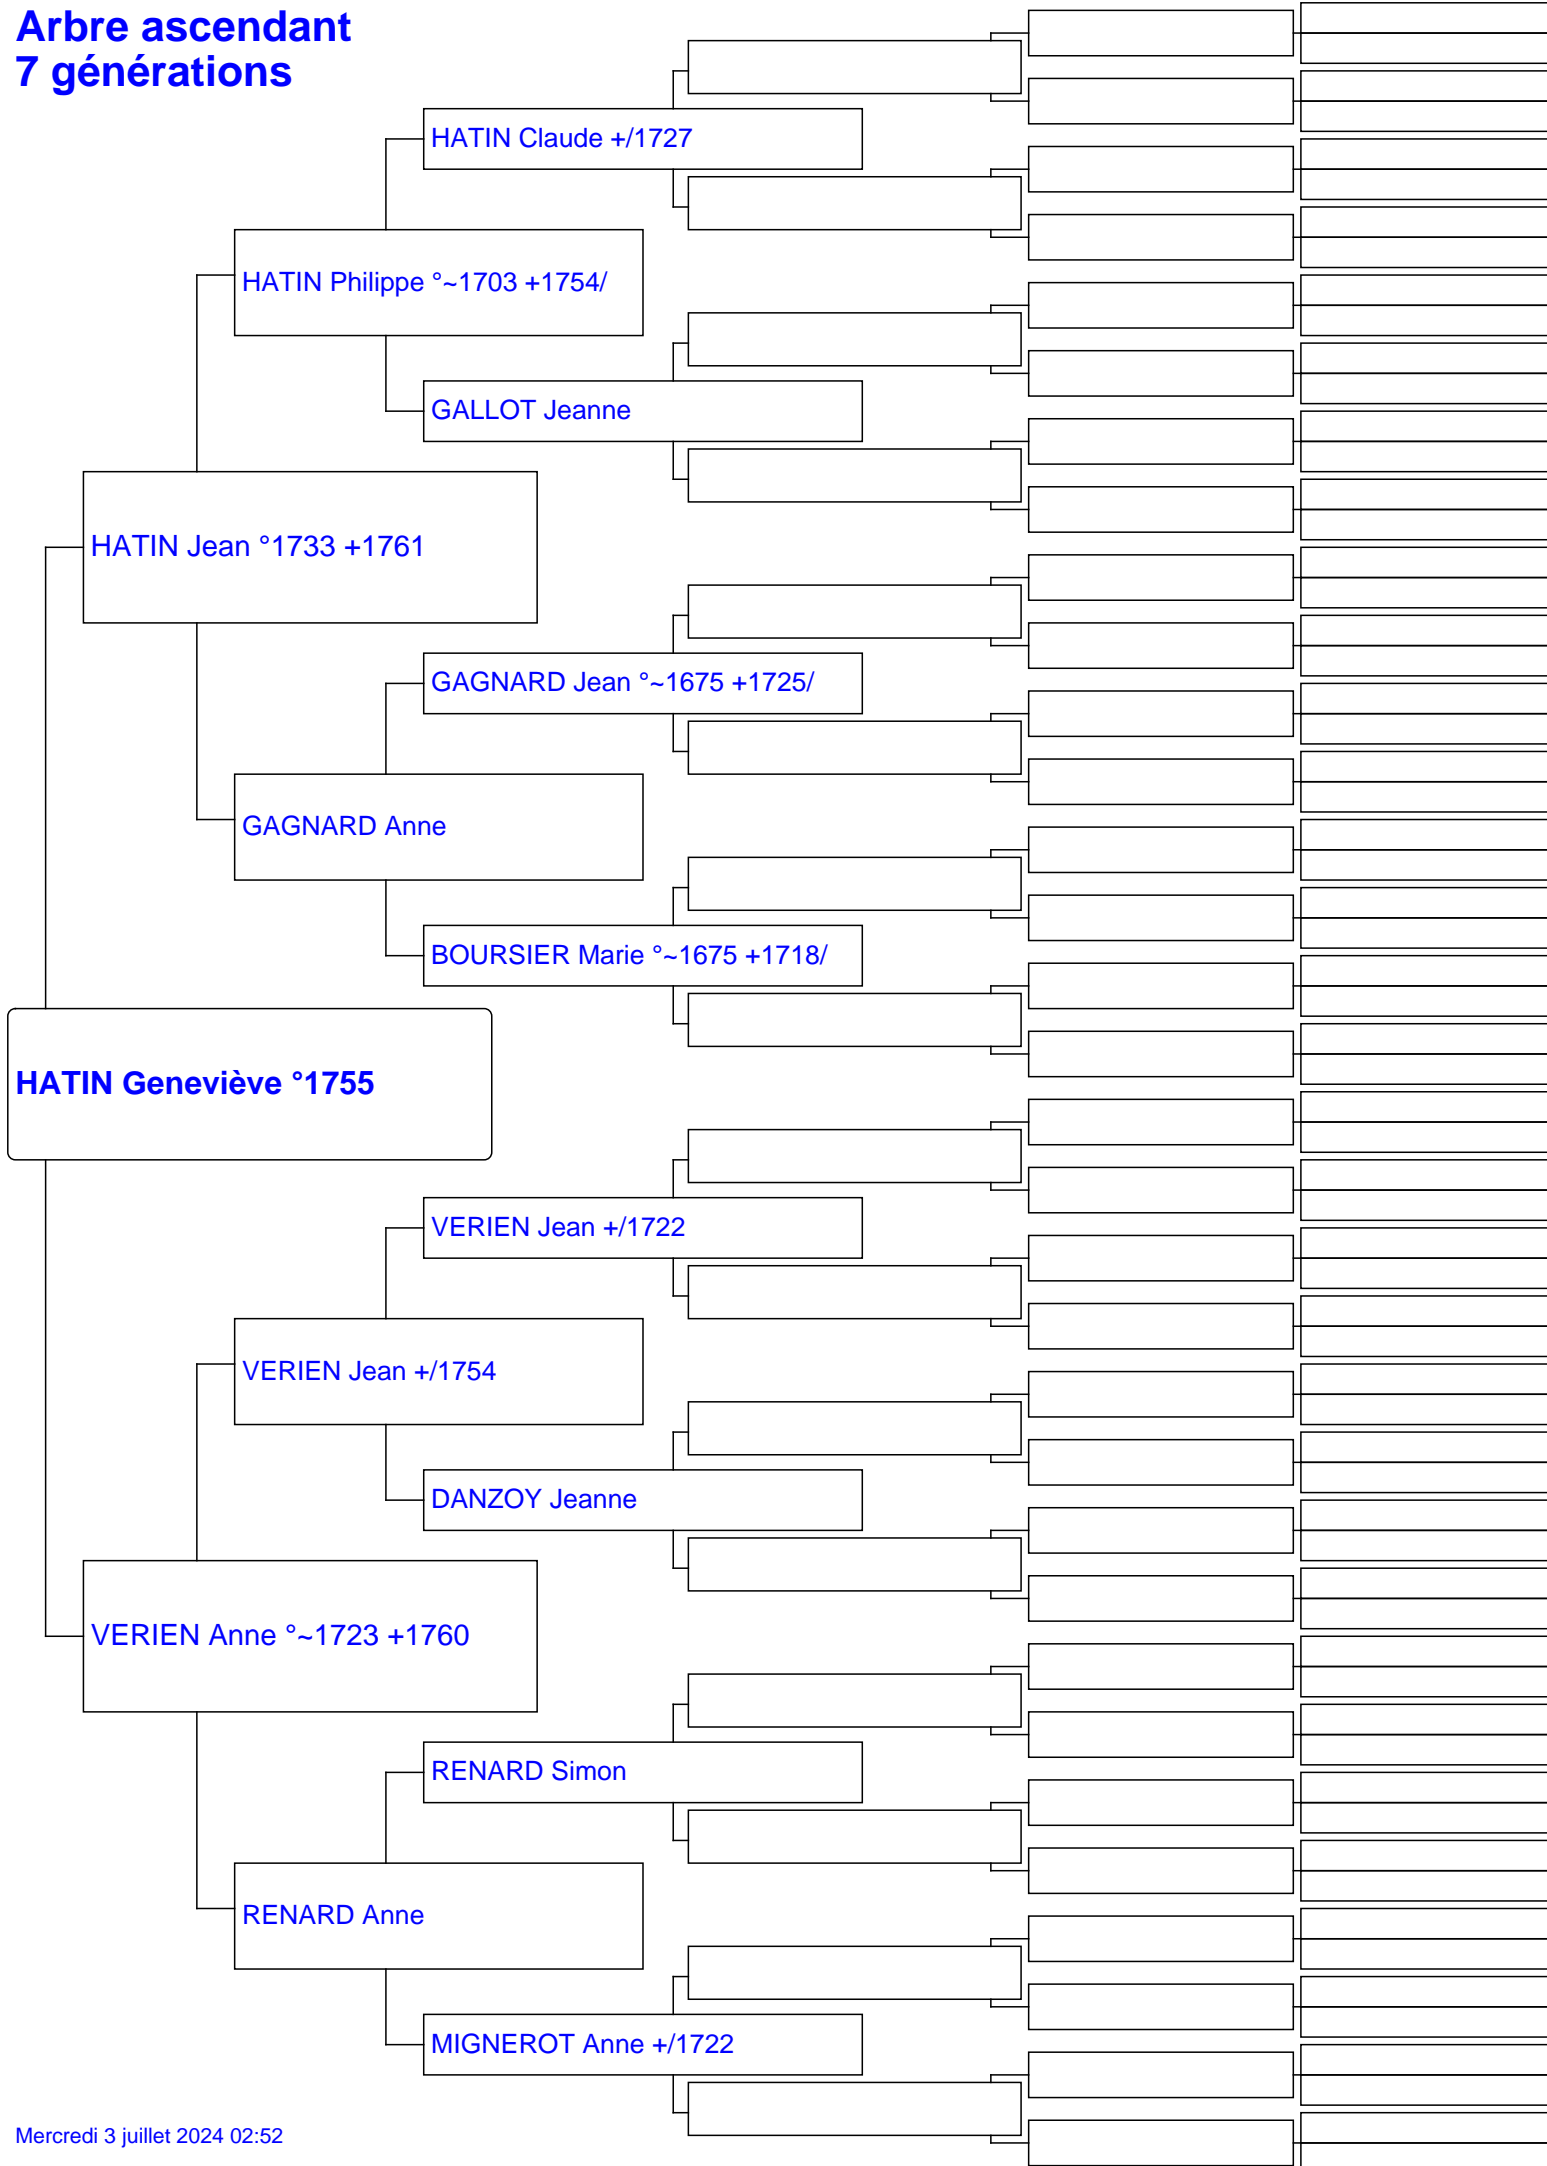 Arbre ascendant
7 générations
HATIN Claude +/1727
HATIN Philippe °~1703 +1754/
GALLOT Jeanne
HATIN Jean °1733 +1761
GAGNARD Jean °~1675 +1725/
GAGNARD Anne
BOURSIER Marie °~1675 +1718/
HATIN Geneviève °1755
VERIEN Jean +/1722
VERIEN Jean +/1754
DANZOY Jeanne
VERIEN Anne °~1723 +1760
RENARD Simon
RENARD Anne
MIGNEROT Anne +/1722
Mercredi 3 juillet 2024 02:52